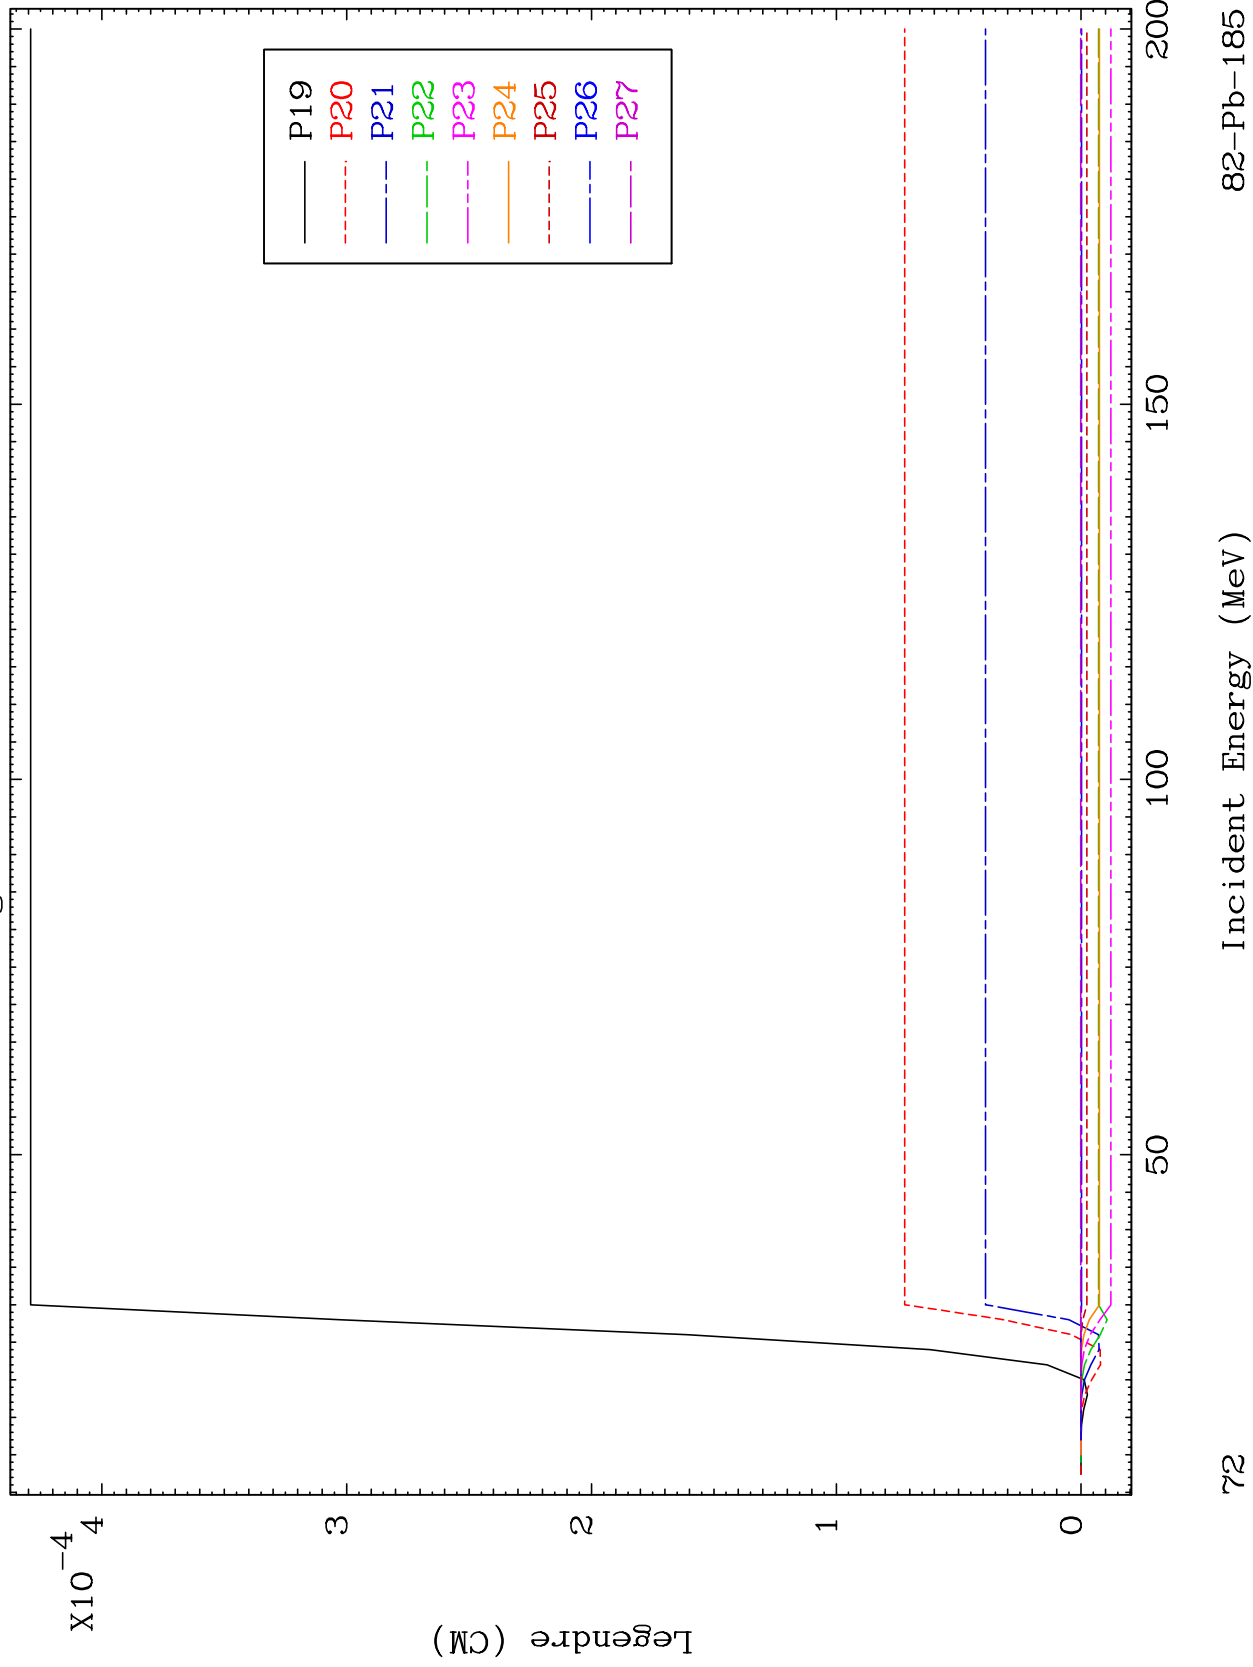 X10-4
4
3
2
1
0
Legendre (CM)
P19
P20
P21
P22
P23
P24
P25
P26
P27
50
100
150
200
Incident Energy (MeV)
72
82-Pb-185